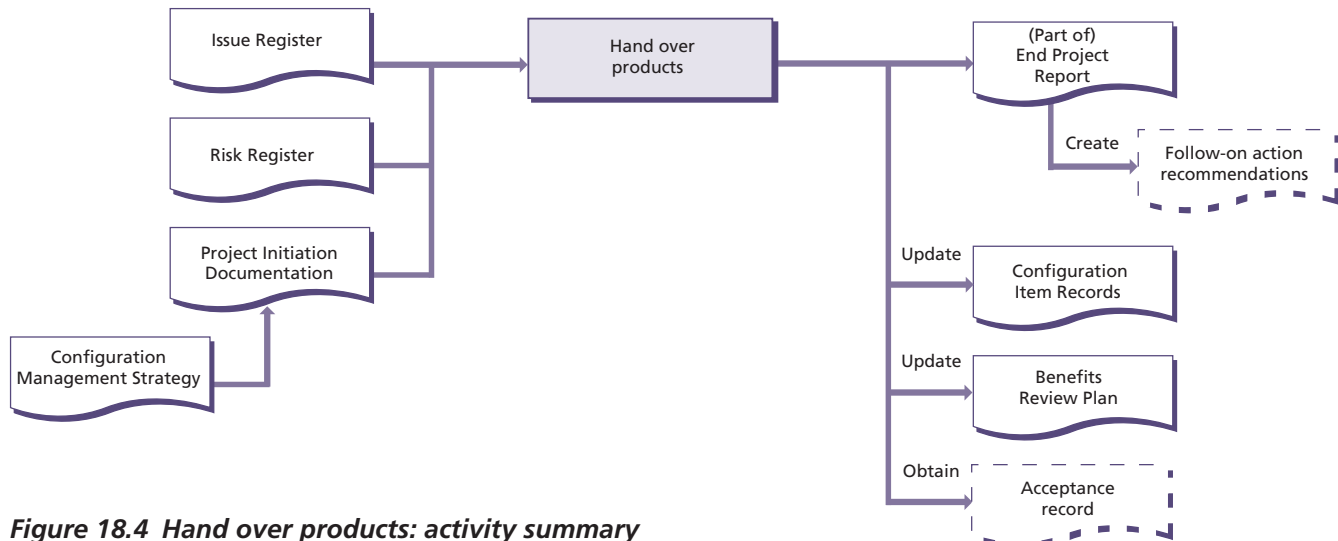 Issue Register
Risk Register
Project Initiation
Documentation
Configuration
Management Strategy
Hand over
products
(Part of)
End Project
Report
Create
Follow-on action
recommendations
Update
Configuration
Item Records
Update
Benefits
Review Plan
Obtain
Acceptance
record
Figure 18.4 Hand over products: activity summary